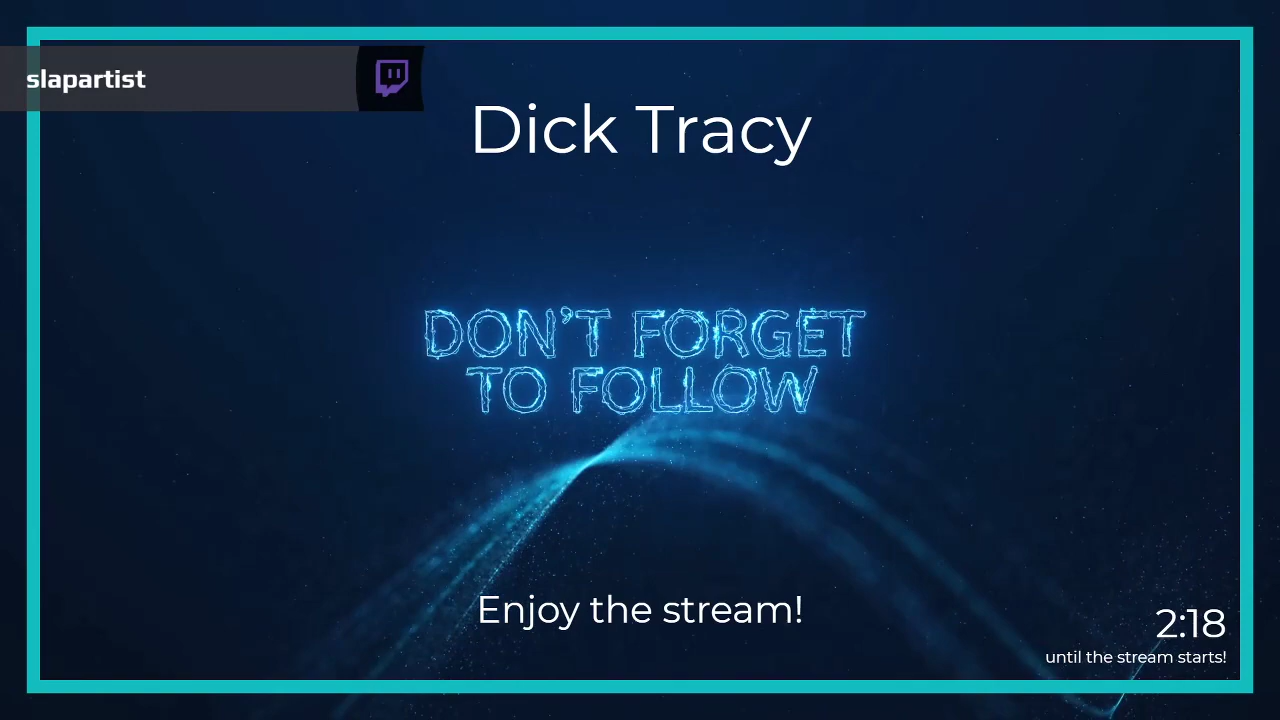 slapartist
Dick Tracy
DON'T FORGET
TO FOLLOW
Enjoy the stream!
2:18
until the stream starts!